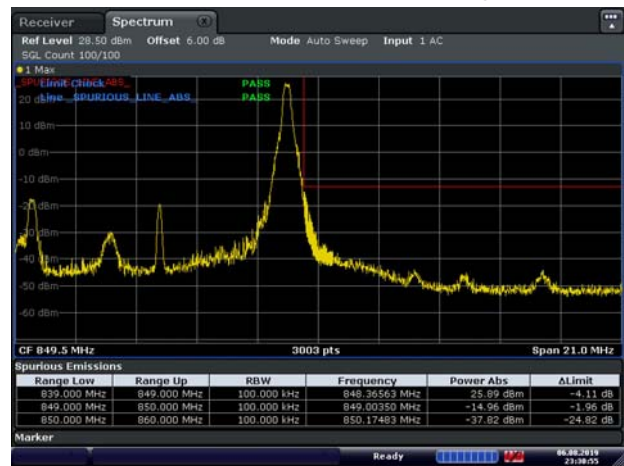 Receiver Spectrum
Ref Level 28.50 dBm Offset 6.00 dB Mode Auto Sweep Input 1 AC
SGL Count 100/100
1 Max
Limit Check PASS
20 dBm Line _SPURIOUS_LINE_ABS_ PASS
10 dBm
0 dBm
-10 dBm
-20 dBm
-30 dBm
-40 dBm
-50 dBm
-60 dBm
CF 849.5 MHz 3003 pts Span 21.0 MHz
Spurious Emissions
Range Low Range Up RBW Frequency Power Abs ΔLimit
839.000 MHz 849.000 MHz 100.000 kHz 848.36563 MHz 25.89 dBm -4.11 dB
849.000 MHz 850.000 MHz 100.000 kHz 849.00350 MHz -14.96 dBm -1.96 dB
850.000 MHz 860.000 MHz 100.000 kHz 850.17483 MHz -37.82 dBm -24.82 dB
Marker
Ready 06.08.2019
23:38:55